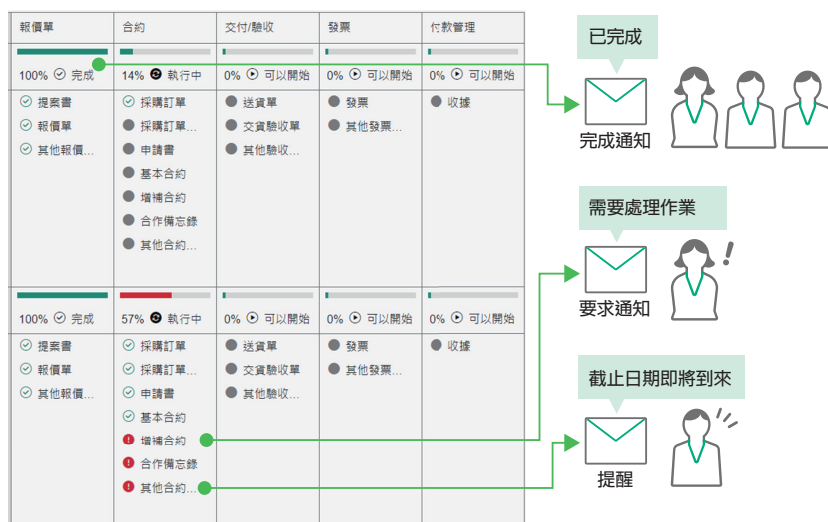 報價單 合約 交付/驗收 發票 付款管理
100% 完成 14% 執行中 0% 可以開始 0% 可以開始 0% 可以開始
提案書 採購訂單 送貨單 發票 收據
報價單 採購訂單... 交貨驗收單 其他發票...
其他報價... 申請書 其他驗收...
基本合約
增補合約
合作備忘錄
其他合約...
100% 完成 57% 執行中 0% 可以開始 0% 可以開始 0% 可以開始
提案書 採購訂單 送貨單 發票 收據
報價單 採購訂單... 交貨驗收單 其他發票...
其他報價... 申請書 其他驗收...
基本合約
增補合約
合作備忘錄
其他合約...
已完成
完成通知
需要處理作業
要求通知
截止日期即將到來
提醒